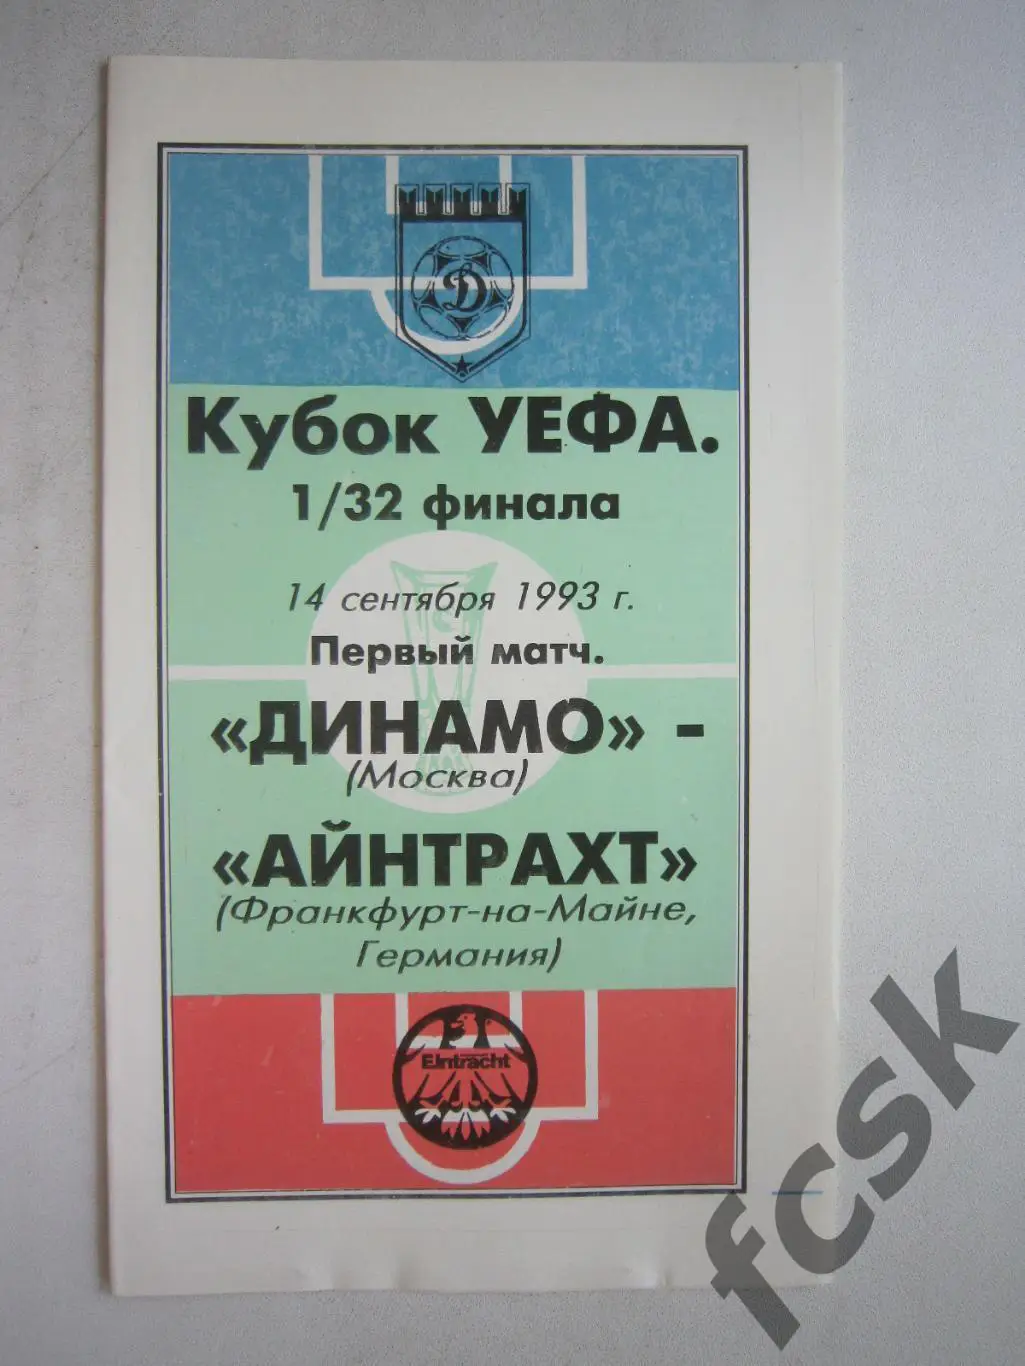 Д
Кубок УЕФА.
1/32 финала
14 сентября 1993 г.
Первый матч.
«ДИНАМО» -
(Москва)
«АЙНТРАХТ»
(Франкфурт-на-Майне,
Германия)
Eintracht
fcsk